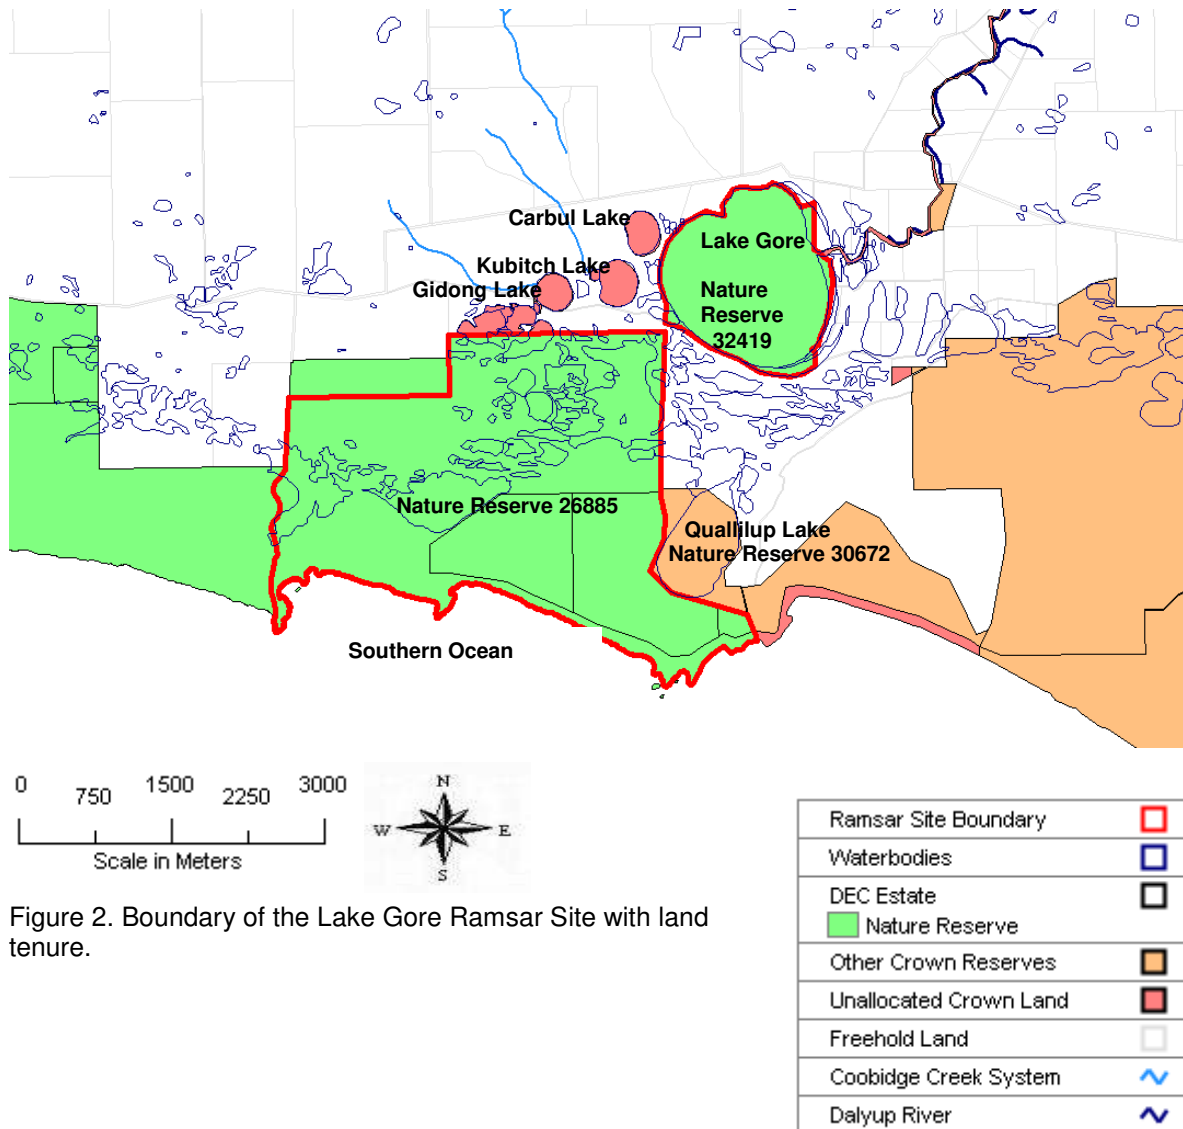 Carbul Lake
Lake Gore
Kubitch Lake
Gidong Lake
Nature
Reserve
32419
Nature Reserve 26885
Quallilup Lake
Nature Reserve 30672
Southern Ocean
0 750 1500 2250 3000
Scale in Meters
N
W E
S
Figure 2. Boundary of the Lake Gore Ramsar Site with land
tenure.
Ramsar Site Boundary
Waterbodies
DEC Estate
Nature Reserve
Other Crown Reserves
Unallocated Crown Land
Freehold Land
Coobidge Creek System
Dalyup River